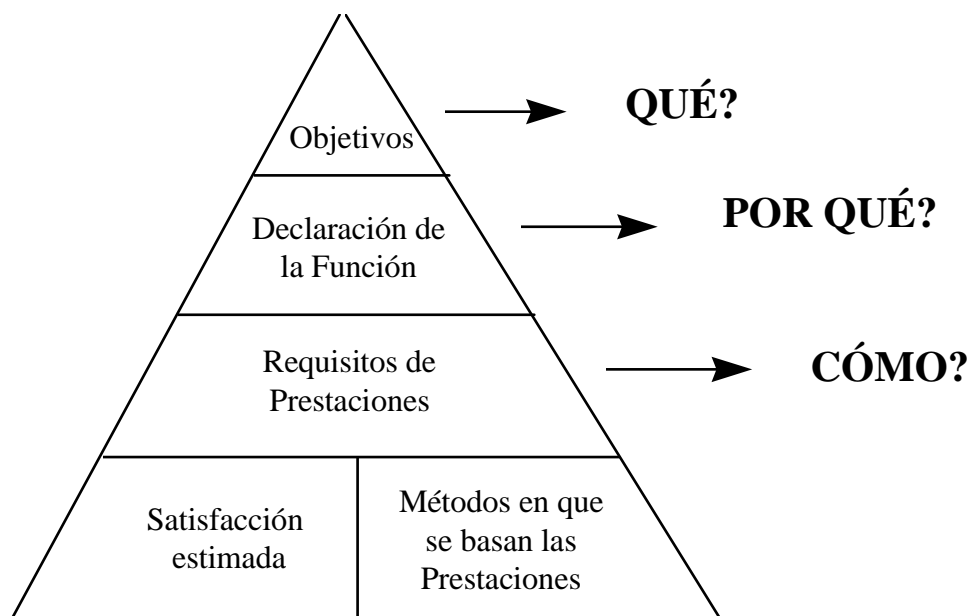 Objetivos
QUÉ?
Declaración de
la Función
POR QUÉ?
Requisitos de
Prestaciones
CÓMO?
Satisfacción
estimada
Métodos en que
se basan las
Prestaciones